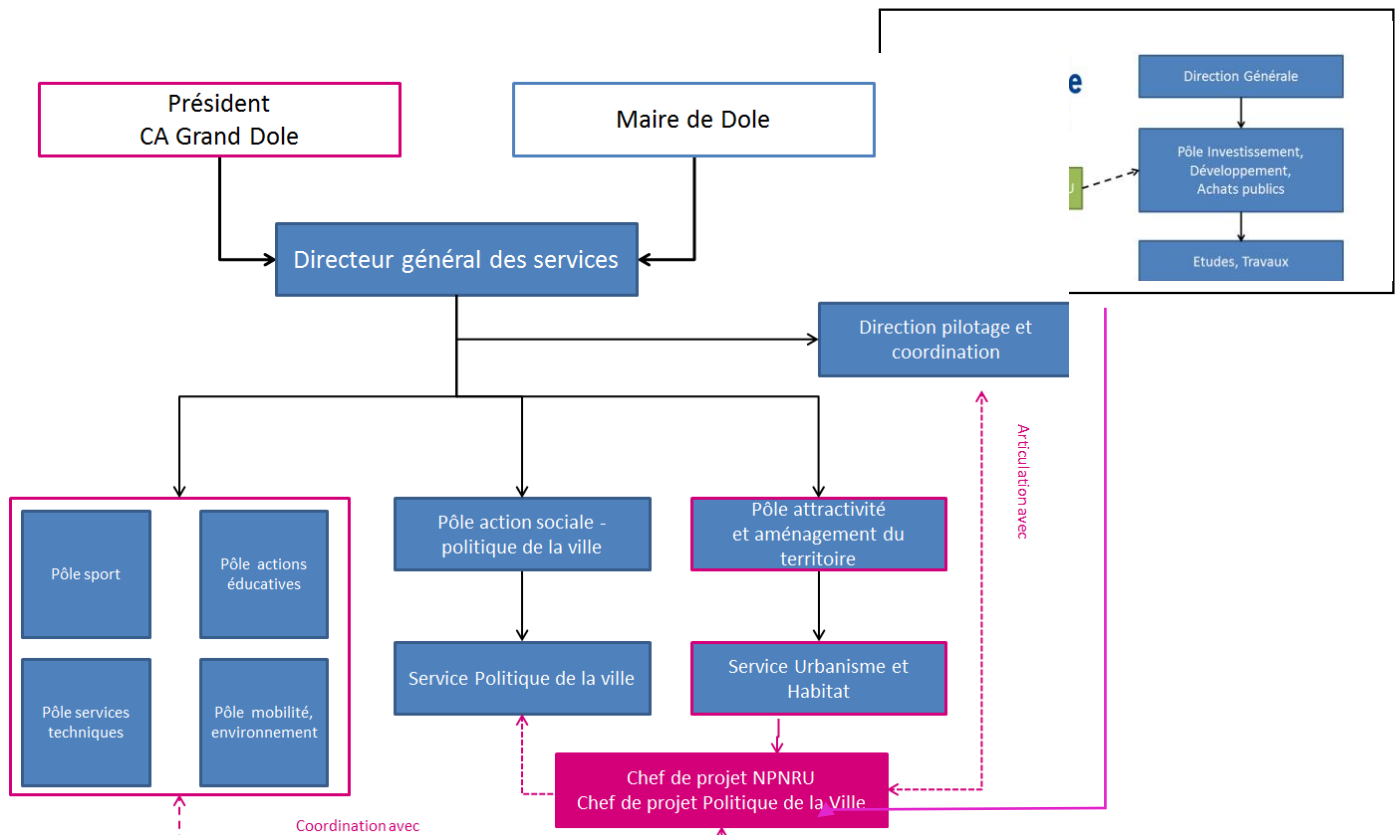 Président
CA Grand Dole
Maire de Dole
e
Direction Générale
Pôle Investissement,
Développement,
Achats publics
U
Etudes, Travaux
Directeur général des services
Direction pilotage et
coordination
Articulation avec
Pôle sport
Pôle actions
éducatives
Pôle services
techniques
Pôle mobilité,
environnement
Pôle action sociale -
politique de la ville
Pôle attractivité
et aménagement du
territoire
Service Politique de la ville
Service Urbanisme et
Habitat
Chef de projet NPNRU
Chef de projet Politique de la Ville
Coordination avec